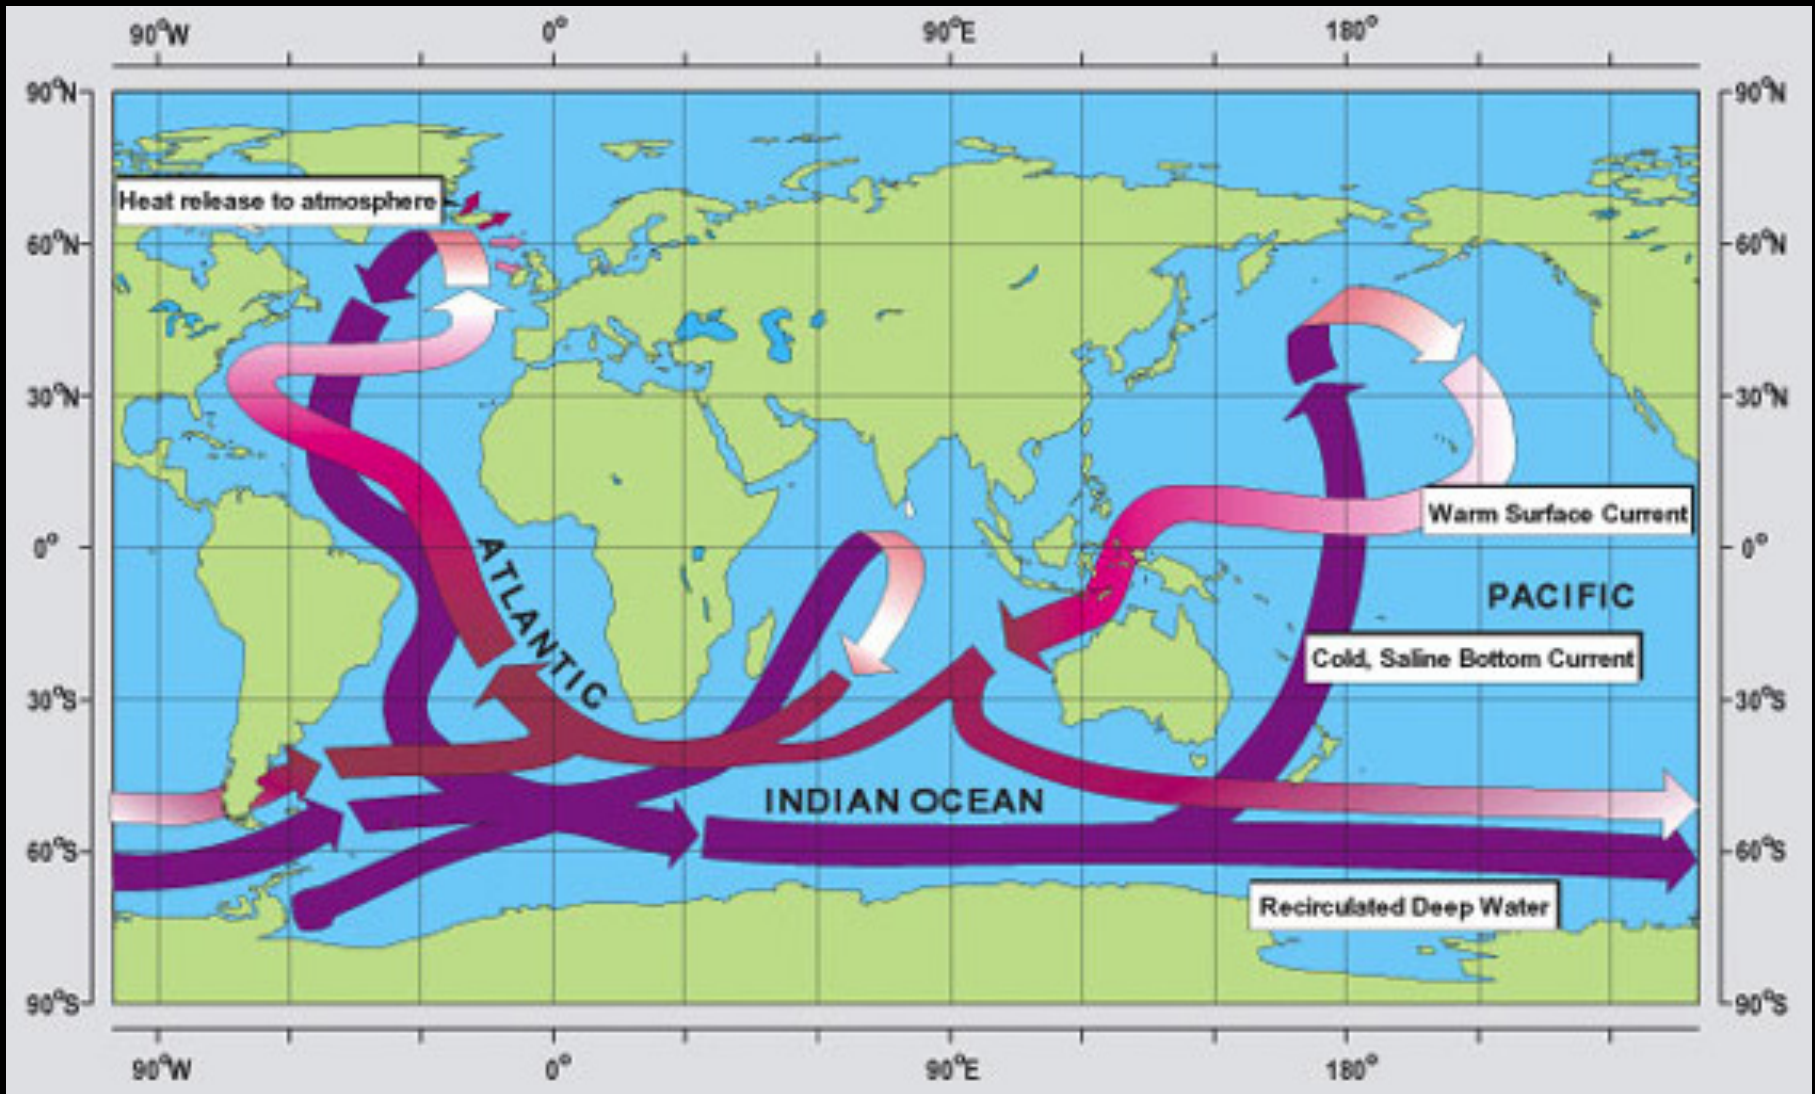 90°W 0° 90°E 180°
90°N 90°N
Heat release to atmosphere
60°N 60°N
30°N 30°N
Warm Surface Current
0° 0°
ATLANTIC
PACIFIC
Cold, Saline Bottom Current
30°S 30°S
INDIAN OCEAN
60°S 60°S
Recirculated Deep Water
90°S 90°S
90°W 0° 90°E 180°